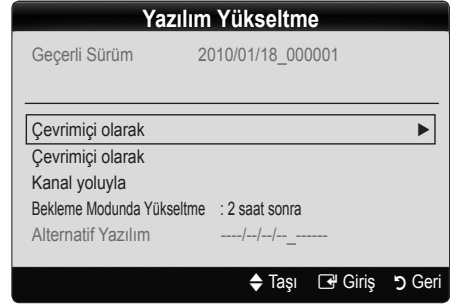 Yazılım Yükseltme
Geçerli Sürüm 2010/01/18_000001
Çevrimiçi olarak
Çevrimiçi olarak
Kanal yoluyla
Bekleme Modunda Yükseltme : 2 saat sonra
Alternatif Yazılım ----/--/--/--_------
Taşı Giriş Geri